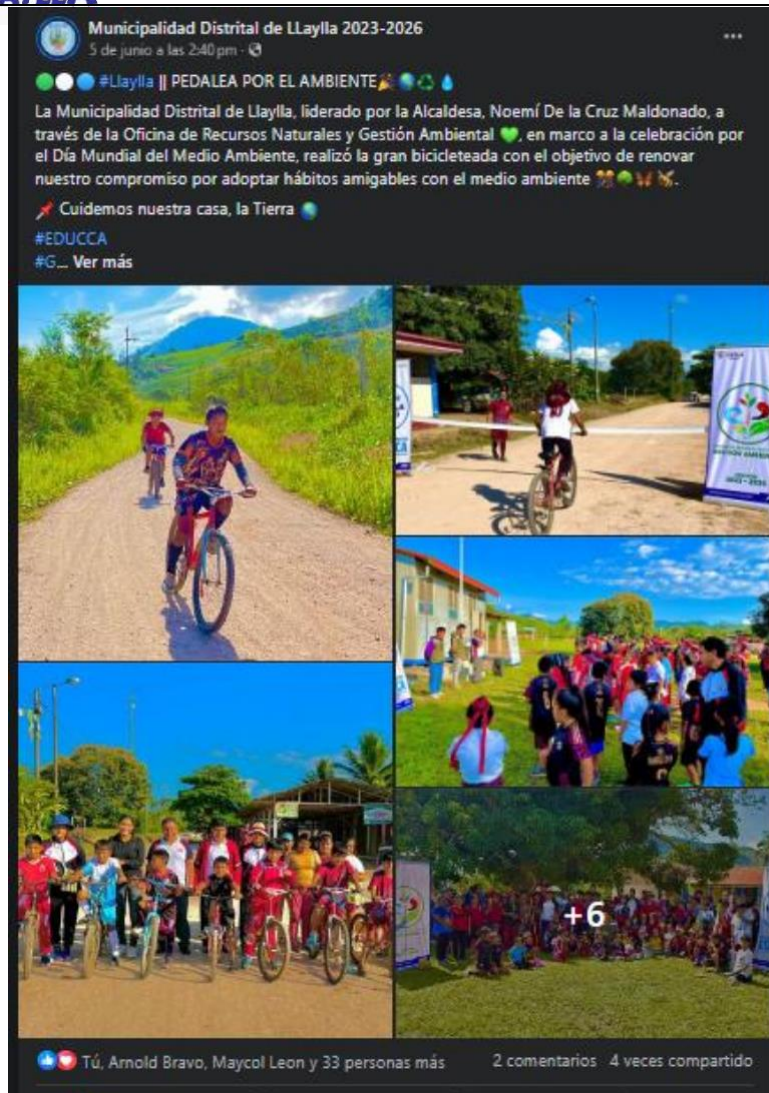 Municipalidad Distrital de LLaylla 2023-2026
5 de junio a las 2:40 pm ·
#Llaylla || PEDALEA POR EL AMBIENTE
La Municipalidad Distrital de Llaylla, liderado por la Alcaldesa, Noemí De la Cruz Maldonado, a
través de la Oficina de Recursos Naturales y Gestión Ambiental 💚, en marco a la celebración por
el Día Mundial del Medio Ambiente, realizó la gran bicicleteada con el objetivo de renovar
nuestro compromiso por adoptar hábitos amigables con el medio ambiente
📌 Cuidemos nuestra casa, la Tierra
#EDUCCA
#G... Ver más
GESTIÓN AMBIENTAL
+6
Tú, Arnold Bravo, Maycol Leon y 33 personas más
2 comentarios 4 veces compartido